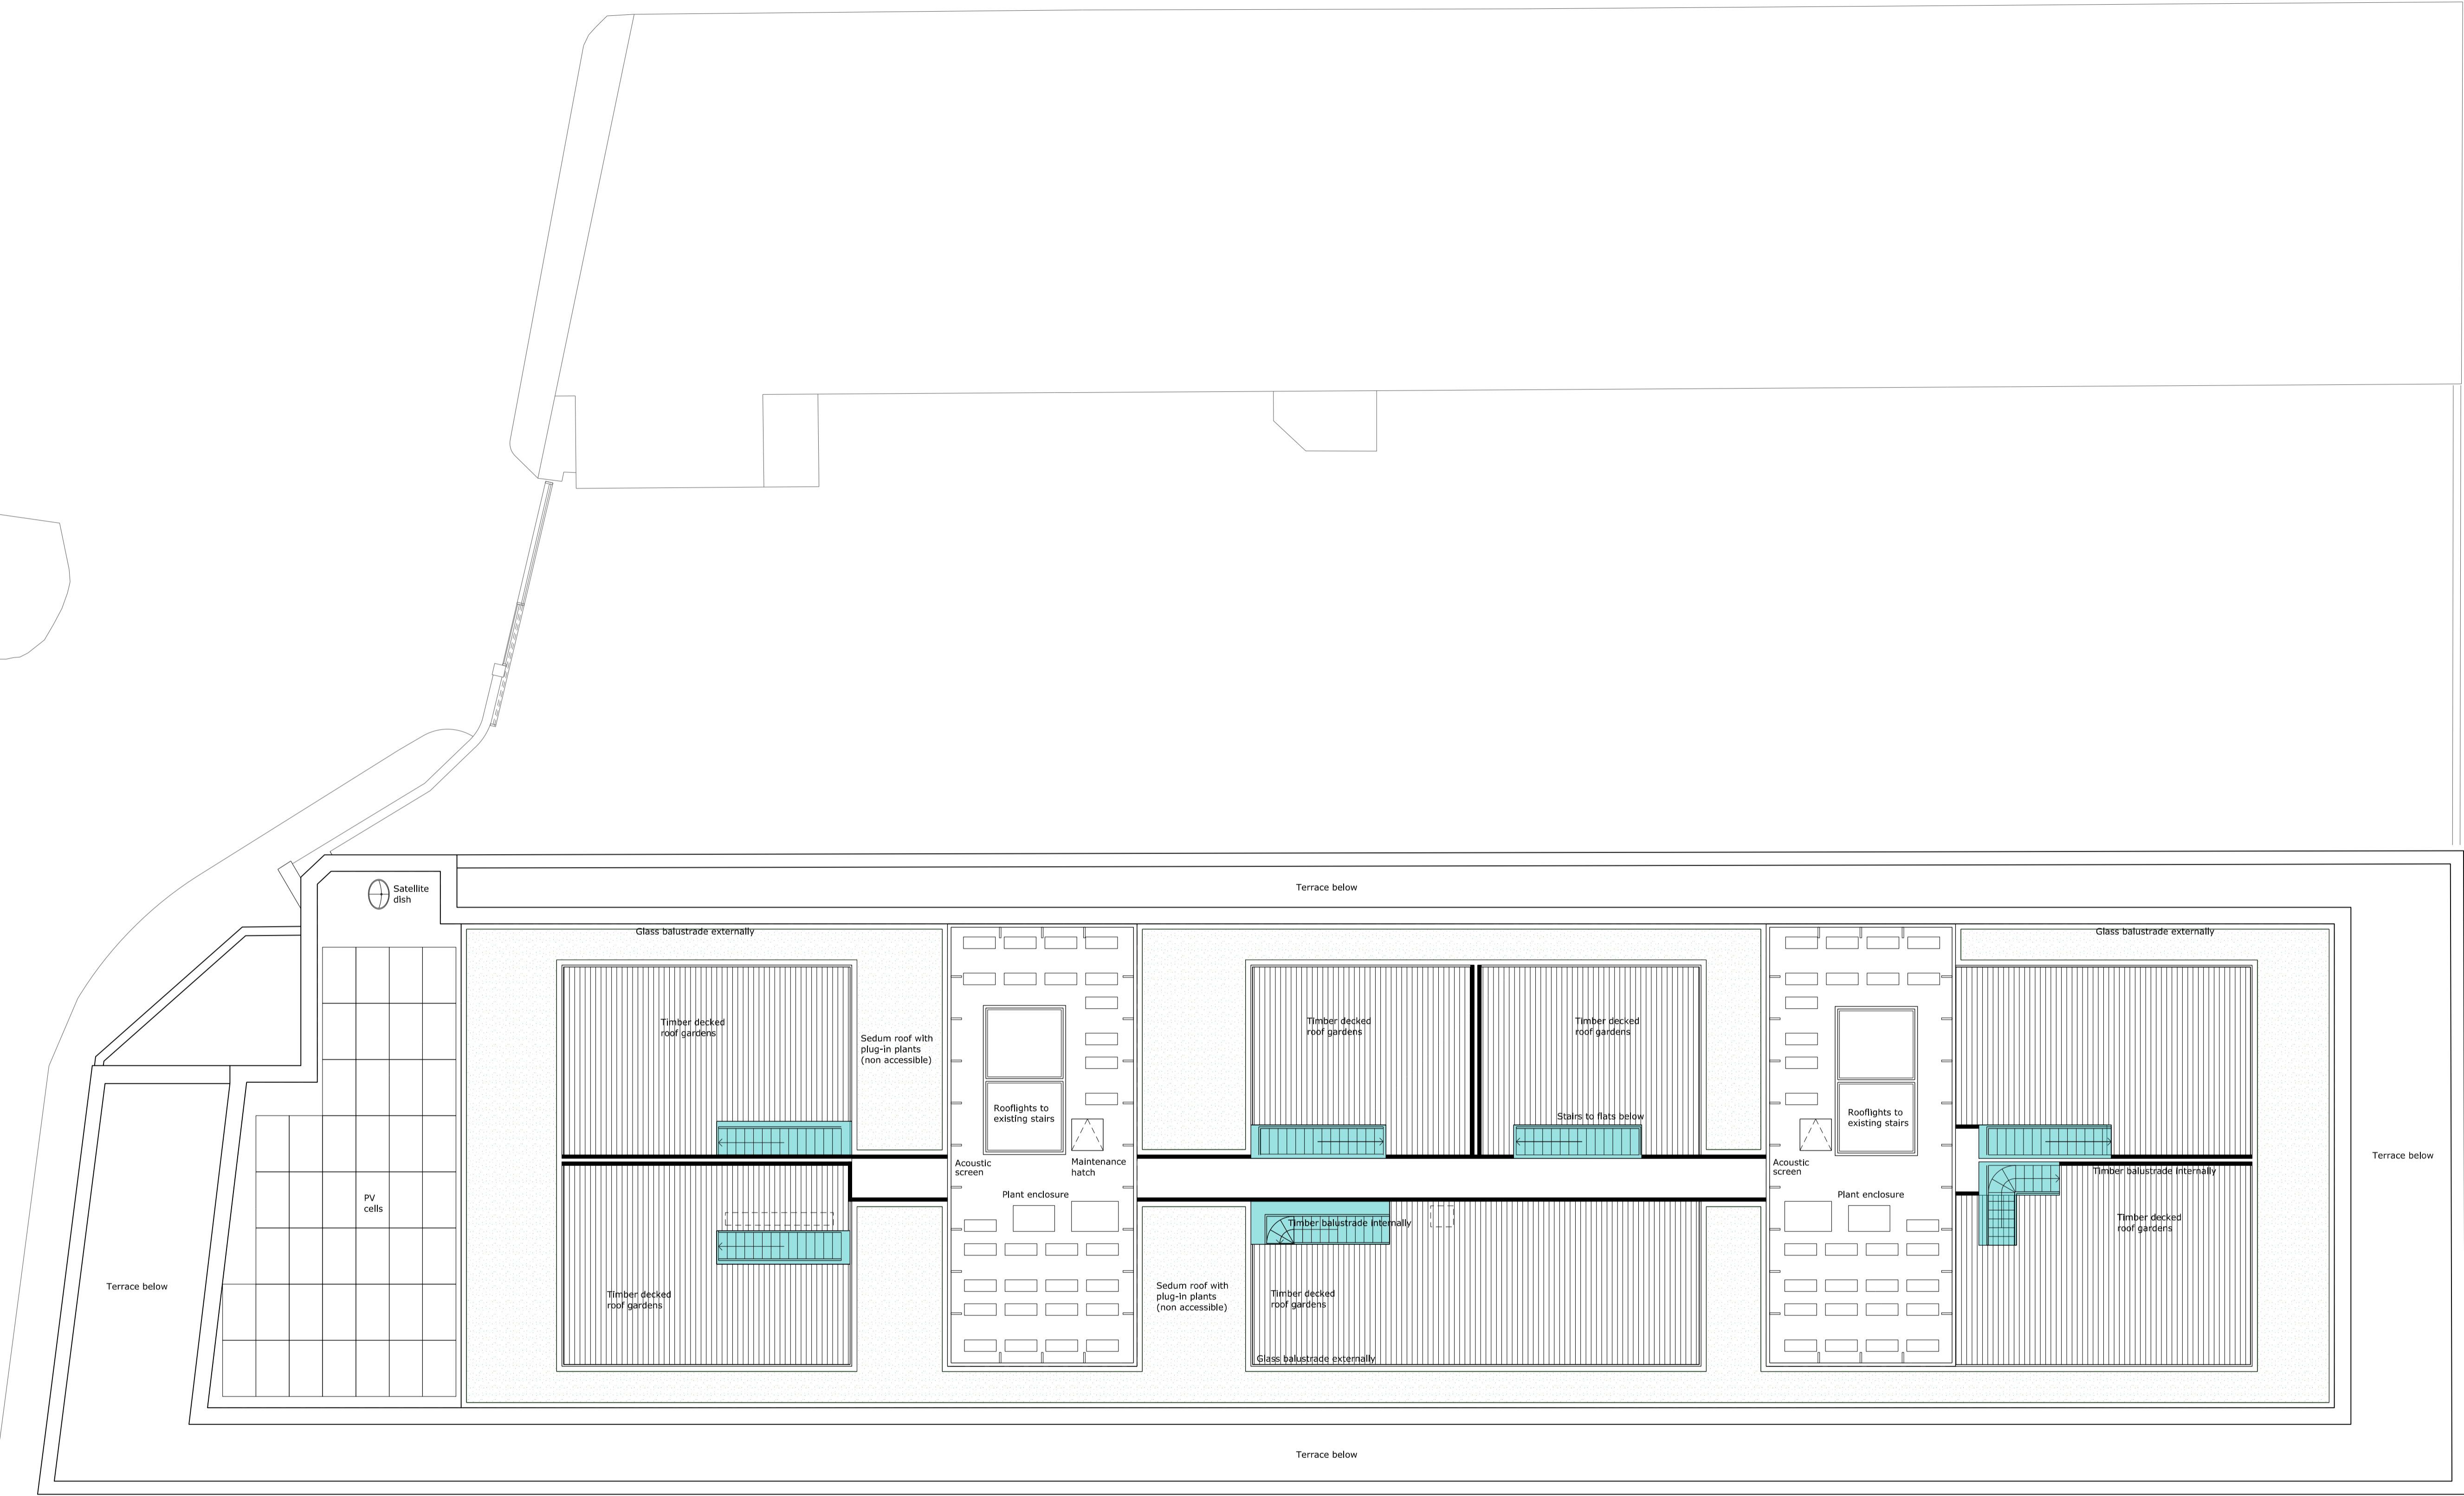 Satellite
dish
Terrace below
Glass balustrade externally
Glass balustrade externally
Timber decked
roof gardens
Timber decked
roof gardens
Timber decked
roof gardens
Sedum roof with
plug-in plants
(non accessible)
Rooflights to
existing stairs
Rooflights to
existing stairs
Stairs to flats below
Acoustic
screen
Maintenance
hatch
Acoustic
screen
Terrace below
Timber balustrade internally
Plant enclosure
Plant enclosure
PV
cells
Timber balustrade internally
Timber decked
roof gardens
Terrace below
Timber decked
roof gardens
Sedum roof with
plug-in plants
(non accessible)
Timber decked
roof gardens
Glass balustrade externally
Terrace below